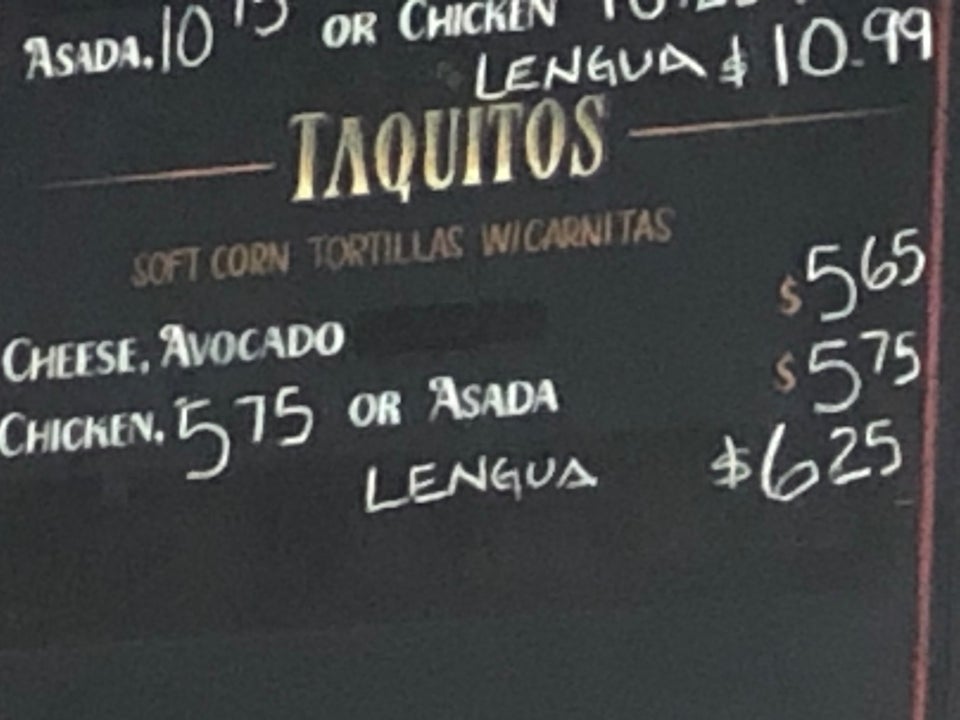 ASADA. 10 75 OR CHICKEN
LENGUA $10.99
TAQUITOS
SOFT CORN TORTILLAS W/CARNITAS
$5 65
CHEESE, AVOCADO
$5 75
CHICKEN. 5 75 OR ASADA
LENGUA $6 25